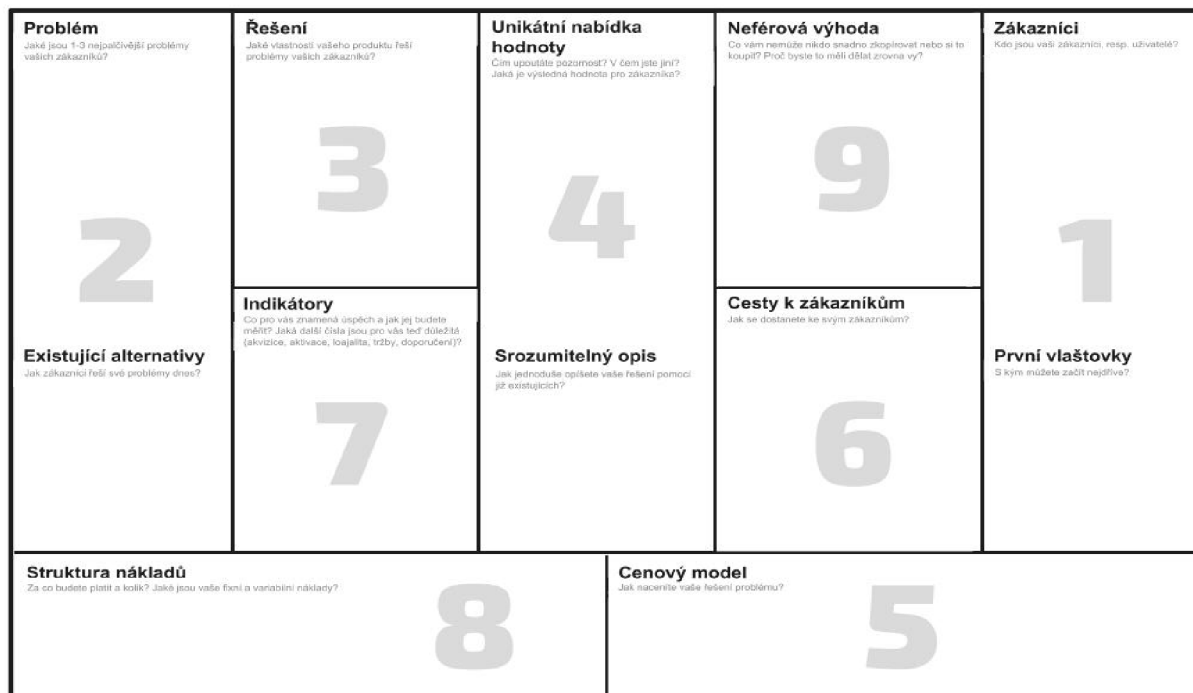 Problém
Jaké jsou 1-3 nejpalčivější problémy
vašich zákazníků?
2
Existující alternativy
Jak zákazníci řeší své problémy dnes?
Řešení
Jaké vlastnosti vašeho produktu řeší
problémy vašich zákazníků?
3
Indikátory
Co pro vás znamená úspěch a jak jej budete
měřit? Jaká další čísla jsou pro vás teď důležitá
(akvizice, aktivace, loajalita, tržby, doporučení)?
7
Unikátní nabídka
hodnoty
Čím upoutáte pozornost? V čem jste jiní?
Jaká je výsledná hodnota pro zákazníka?
4
Srozumitelný opis
Jak jednoduše opíšete vaše řešení pomocí
již existujících?
Neférová výhoda
Co vám nemůže nikdo snadno zkopírovat nebo si to
koupit? Proč byste to měli dělat zrovna vy?
9
Cesty k zákazníkům
Jak se dostanete ke svým zákazníkům?
6
Zákazníci
Kdo jsou vaši zákazníci, resp. uživatelé?
1
První vlaštovky
S kým můžete začít nejdříve?
Struktura nákladů
Za co budete platit a kolik? Jaké jsou vaše fixní a variabilní náklady?
8
Cenový model
Jak naceníte vaše řešení problému?
5